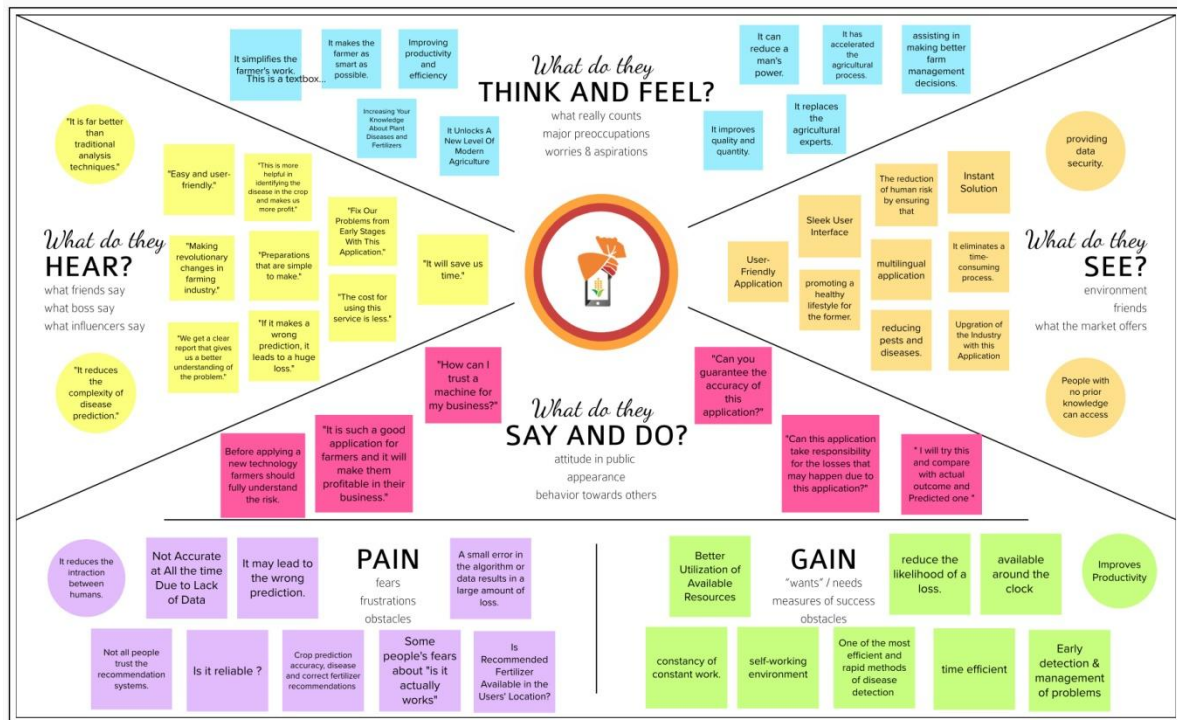 What do they
THINK AND FEEL?
what really counts
major preoccupations
worries & aspirations
It simplifies the
farmer's work.
This is a textbox...
It makes the
farmer as
smart as
possible.
Improving
productivity
and
efficiency
Increasing Your
Knowledge
About Plant
Diseases and
Fertilizers
It Unlocks A
New Level Of
Modern
Agriculture
It can
reduce a
man's
power.
It has
accelerated the
agricultural
process.
assisting in
making better
farm
management
decisions.
It improves
quality and
quantity.
It replaces
the
agricultural
experts.
What do they
HEAR?
what friends say
what boss say
what influencers say
"It is far better
than
traditional
analysis
techniques."
"Easy and user-
friendly."
"This is more
helpful in
identifying the
disease in the crop
and makes us
more profit."
"Fix Our
Problems from
Early Stages
With This
Application."
"Making
revolutionary
changes in
farming
industry."
"Preparations
that are simple
to make."
"It will save us
time."
"The cost for
using this
service is less."
"We get a clear
report that gives
us a better
understanding of
the problem."
"If it makes a
wrong
prediction, it
leads to a huge
loss."
"It reduces
the
complexity of
disease
prediction."
What do they
SEE?
environment
friends
what the market offers
providing
data
security.
The reduction
of human risk
by ensuring
that
Instant
Solution
Sleek User
Interface
User-
Friendly
Application
multilingual
application
It eliminates a
time-
consuming
process.
promoting a
healthy
lifestyle for
the former.
reducing
pests and
diseases.
Upgration of
the Industry
with this
Application
People with
no prior
knowledge
can access
What do they
SAY AND DO?
attitude in public
appearance
behavior towards others
"How can I
trust a
machine for
my business?"
"It is such a good
application for
farmers and it will
make them
profitable in their
business."
Before applying a
new technology
farmers should
fully understand
the risk.
"Can you
guarantee the
accuracy of
this
application?"
"Can this application
take responsibility
for the losses that
may happen due to
this application?"
" I will try this
and compare
with actual
outcome and
Predicted one "
PAIN
fears
frustrations
obstacles
It reduces the
intraction
between
humans.
Not Accurate
at All the time
Due to Lack
of Data
It may lead to
the wrong
prediction.
A small error in
the algorithm or
data results in a
large amount of
loss.
Not all people
trust the
recommendation
systems.
Is it reliable ?
Crop prediction
accuracy, disease
and correct fertilizer
recommendations
Some
people's fears
about "is it
actually
works"
Is
Recommended
Fertilizer
Available in the
Users' Location?
GAIN
"wants" / needs
measures of success
obstacles
Better
Utilization of
Available
Resources
reduce the
likelihood of a
loss.
available
around the
clock
Improves
Productivity
constancy of
constant work.
self-working
environment
One of the most
efficient and
rapid methods
of disease
detection
time efficient
Early
detection &
management
of problems